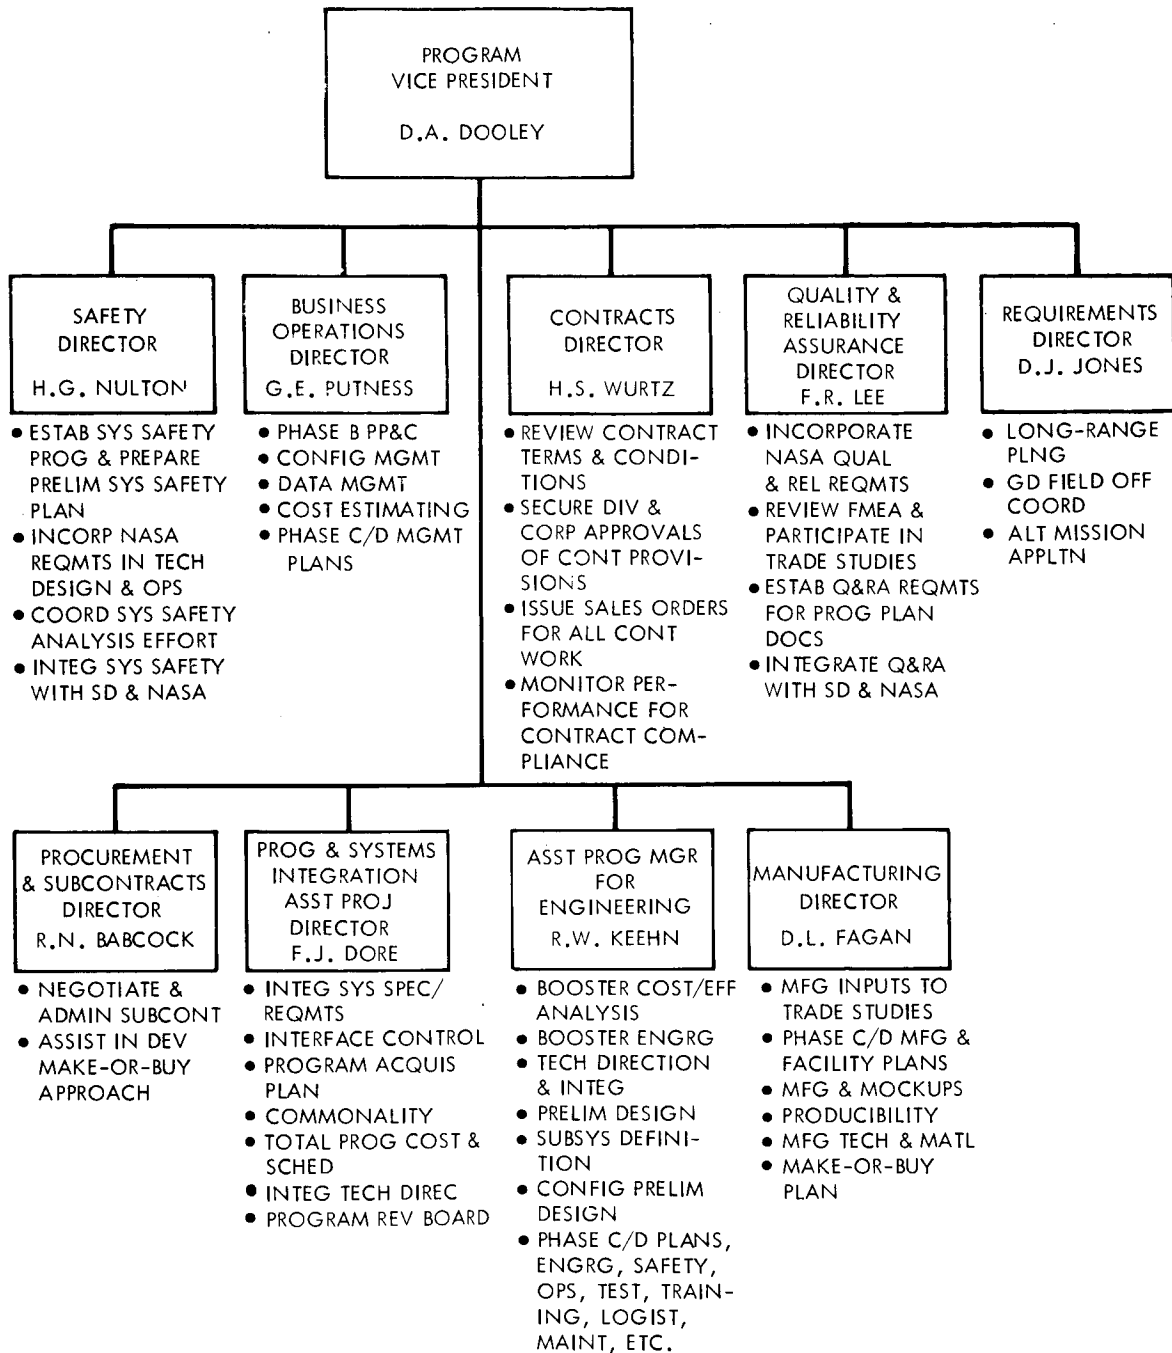 PROGRAM
VICE PRESIDENT
D.A. DOOLEY
SAFETY
DIRECTOR
H.G. NULTON
• ESTAB SYS SAFETY
PROG & PREPARE
PRELIM SYS SAFETY
PLAN
• INCORP NASA
REQMTS IN TECH
DESIGN & OPS
• COORD SYS SAFETY
ANALYSIS EFFORT
• INTEG SYS SAFETY
WITH SD & NASA
BUSINESS
OPERATIONS
DIRECTOR
G.E. PUTNESS
• PHASE B PP&C
• CONFIG MGMT
• DATA MGMT
• COST ESTIMATING
• PHASE C/D MGMT
PLANS
CONTRACTS
DIRECTOR
H.S. WURTZ
• REVIEW CONTRACT
TERMS & CONDI-
TIONS
• SECURE DIV &
CORP APPROVALS
OF CONT PROVI-
SIONS
• ISSUE SALES ORDERS
FOR ALL CONT
WORK
• MONITOR PER-
FORMANCE FOR
CONTRACT COM-
PLIANCE
QUALITY &
RELIABILITY
ASSURANCE
DIRECTOR
F.R. LEE
• INCORPORATE
NASA QUAL
& REL REQMTS
• REVIEW FMEA &
PARTICIPATE IN
TRADE STUDIES
• ESTAB Q&RA REQMTS
FOR PROG PLAN
DOCS
• INTEGRATE Q&RA
WITH SD & NASA
REQUIREMENTS
DIRECTOR
D.J. JONES
• LONG-RANGE
PLNG
• GD FIELD OFF
COORD
• ALT MISSION
APPLTN
PROCUREMENT
& SUBCONTRACTS
DIRECTOR
R.N. BABCOCK
• NEGOTIATE &
ADMIN SUBCONT
• ASSIST IN DEV
MAKE-OR-BUY
APPROACH
PROG & SYSTEMS
INTEGRATION
ASST PROJ
DIRECTOR
F.J. DORE
• INTEG SYS SPEC/
REQMTS
• INTERFACE CONTROL
• PROGRAM ACQUIS
PLAN
• COMMONALITY
• TOTAL PROG COST &
SCHED
• INTEG TECH DIREC
• PROGRAM REV BOARD
ASST PROG MGR
FOR
ENGINEERING
R.W. KEEHN
• BOOSTER COST/EFF
ANALYSIS
• BOOSTER ENGRG
• TECH DIRECTION
& INTEG
• PRELIM DESIGN
• SUBSYS DEFINI-
TION
• CONFIG PRELIM
DESIGN
• PHASE C/D PLANS,
ENGRG, SAFETY,
OPS, TEST, TRAIN-
ING, LOGIST,
MAINT, ETC.
MANUFACTURING
DIRECTOR
D.L. FAGAN
• MFG INPUTS TO
TRADE STUDIES
• PHASE C/D MFG &
FACILITY PLANS
• MFG & MOCKUPS
• PRODUCIBILITY
• MFG TECH & MATL
• MAKE-OR-BUY
PLAN